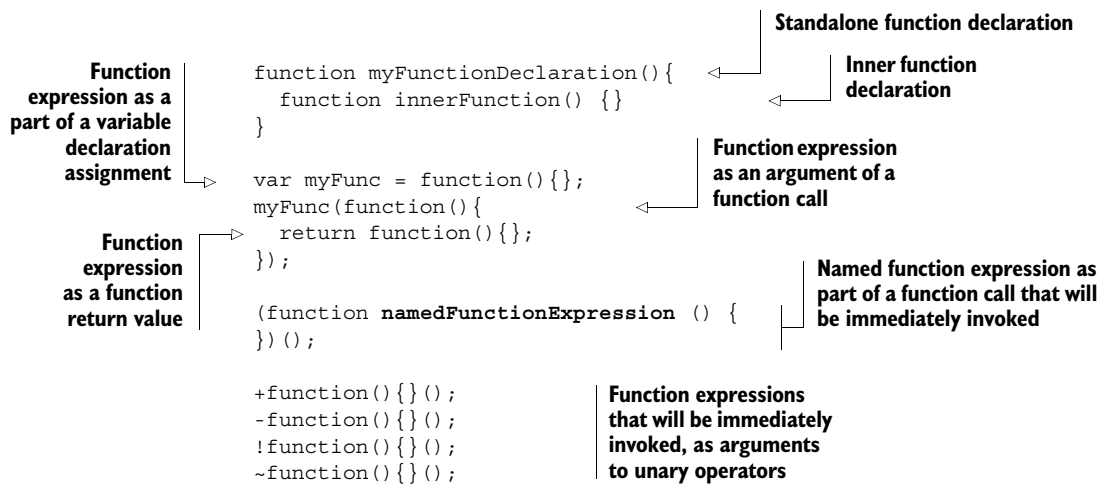 Standalone function declaration
function myFunctionDeclaration(){
Inner function
declaration
  function innerFunction() {}
}
Function
expression as a
part of a variable
declaration
assignment
Function expression
as an argument of a
function call
var myFunc = function(){};
myFunc(function(){
  return function(){};
});
Function
expression
as a function
return value
Named function expression as
part of a function call that will
be immediately invoked
(function namedFunctionExpression () {
})();
+function(){}();
-function(){}();
!function(){}();
~function(){}();
Function expressions
that will be immediately
invoked, as arguments
to unary operators